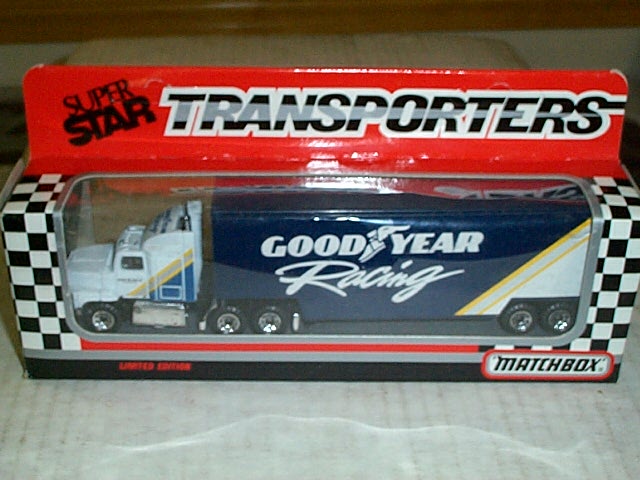 SUPER
STAR
TRANSPORTERS
GOODYEAR
Racing
LIMITED EDITION
MATCHBOX